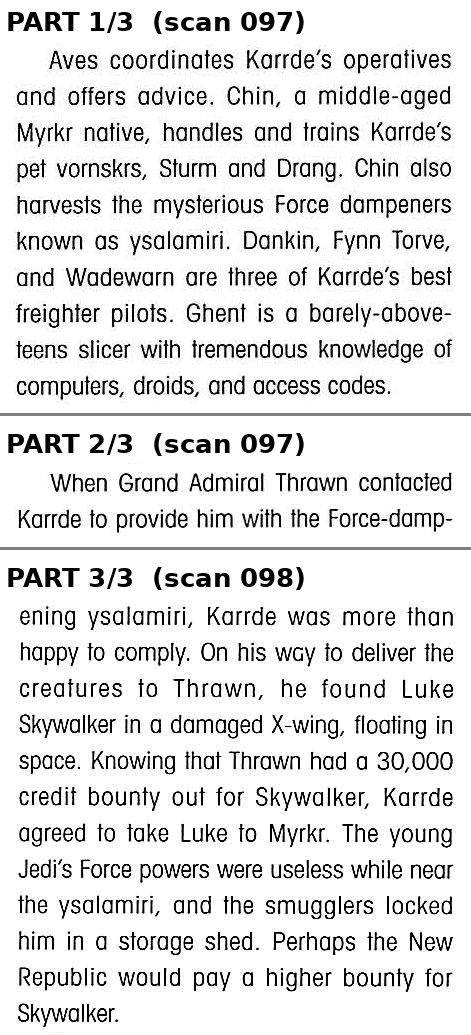 PART 1/3 (scan 097)
Aves coordinates Karrde's operatives
and offers advice. Chin, a middle-aged
Myrkr native, handles and trains Karrde's
pet vornskrs, Sturm and Drang. Chin also
harvests the mysterious Force dampeners
known as ysalamiri. Dankin, Fynn Torve,
and Wadewarn are three of Karrde's best
freighter pilots. Ghent is a barely-above-
teens slicer with tremendous knowledge of
computers, droids, and access codes.
PART 2/3 (scan 097)
When Grand Admiral Thrawn contacted
Karrde to provide him with the Force-damp-
PART 3/3 (scan 098)
ening ysalamiri, Karrde was more than
happy to comply. On his way to deliver the
creatures to Thrawn, he found Luke
Skywalker in a damaged X-wing, floating in
space. Knowing that Thrawn had a 30,000
credit bounty out for Skywalker, Karrde
agreed to take Luke to Myrkr. The young
Jedi's Force powers were useless while near
the ysalamiri, and the smugglers locked
him in a storage shed. Perhaps the New
Republic would pay a higher bounty for
Skywalker.